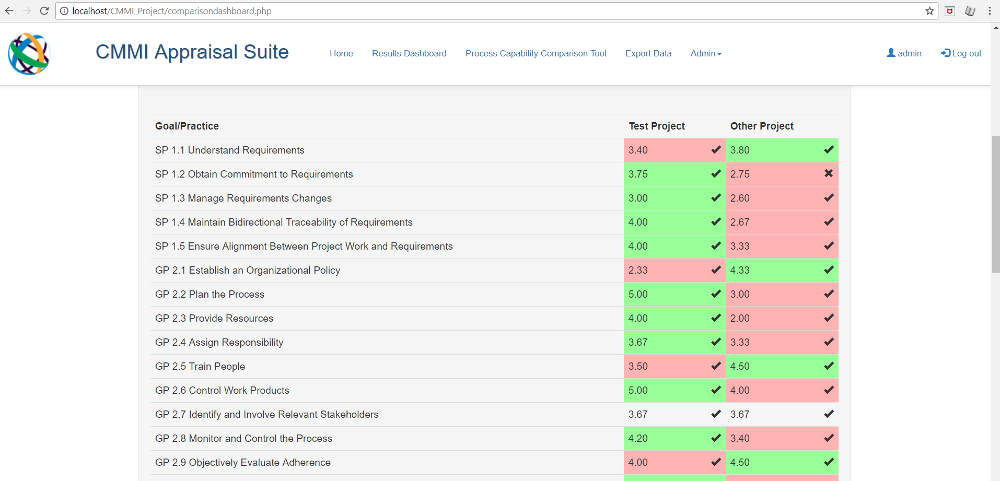 localhost/CMMI_Project/comparisondashboard.php
CMMI Appraisal Suite Home Results Dashboard Process Capability Comparison Tool Export Data Admin admin Log out
Goal/Practice Test Project Other Project
SP 1.1 Understand Requirements 3.40 3.80
SP 1.2 Obtain Commitment to Requirements 3.75 2.75
SP 1.3 Manage Requirements Changes 3.00 2.60
SP 1.4 Maintain Bidirectional Traceability of Requirements 4.00 2.67
SP 1.5 Ensure Alignment Between Project Work and Requirements 4.00 3.33
GP 2.1 Establish an Organizational Policy 2.33 4.33
GP 2.2 Plan the Process 5.00 3.00
GP 2.3 Provide Resources 4.00 2.00
GP 2.4 Assign Responsibility 3.67 3.33
GP 2.5 Train People 3.50 4.50
GP 2.6 Control Work Products 5.00 4.00
GP 2.7 Identify and Involve Relevant Stakeholders 3.67 3.67
GP 2.8 Monitor and Control the Process 4.20 3.40
GP 2.9 Objectively Evaluate Adherence 4.00 4.50